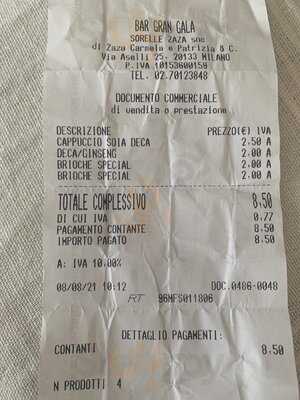 BAR GRAN GALA
SORELLE ZAZA snc
di Zaza Carmela e Patrizia & C.
Via Aselli 25- 20133 MILANO
P.IVA 10153600159
TEL. 02.70123848
DOCUMENTO COMMERCIALE
di vendita o prestazione
DESCRIZIONE PREZZO(€) IVA
CAPPUCCIO SOIA DECA 2,50 A
DECA/GINSENG 2,00 A
BRIOCHE SPECIAL 2,00 A
BRIOCHE SPECIAL 2,00 A
TOTALE COMPLESSIVO 8,50
DI CUI IVA 0,77
PAGAMENTO CONTANTE 8,50
IMPORTO PAGATO 8,50
A: IVA 10,00%
08/08/21 10:12 DOC.0486-0048
RT 96MFS011806
DETTAGLIO PAGAMENTI:
CONTANTI 8,50
N PRODOTTI 4